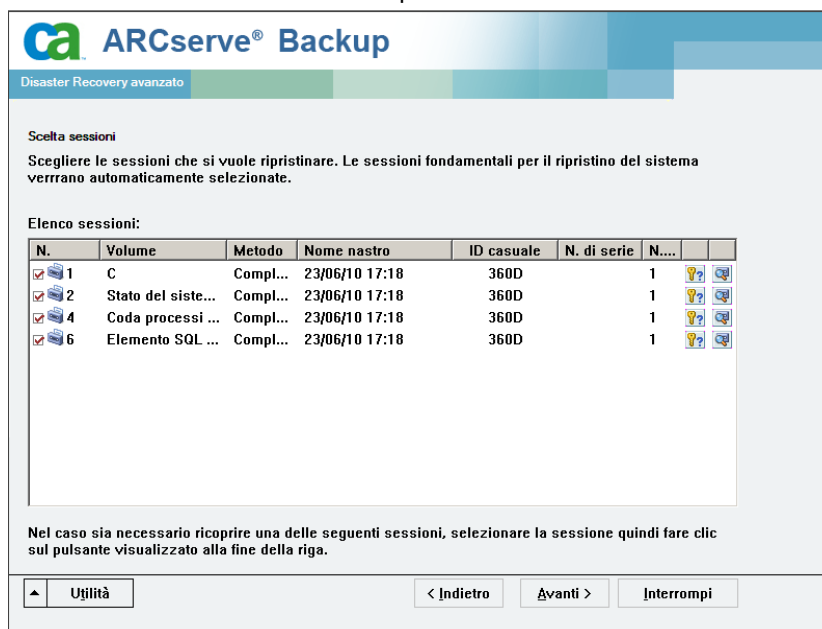 ca ARCserve® Backup
Disaster Recovery avanzato
Scelta sessioni
Scegliere le sessioni che si vuole ripristinare. Le sessioni fondamentali per il ripristino del sistema
verrrano automaticamente selezionate.
Elenco sessioni:
N. Volume Metodo Nome nastro ID casuale N. di serie N....
1 C Compl... 23/06/10 17:18 360D 1
2 Stato del siste... Compl... 23/06/10 17:18 360D 1
4 Coda processi ... Compl... 23/06/10 17:18 360D 1
6 Elemento SQL ... Compl... 23/06/10 17:18 360D 1
Nel caso sia necessario ricoprire una delle seguenti sessioni, selezionare la sessione quindi fare clic
sul pulsante visualizzato alla fine della riga.
Utilità < Indietro Avanti > Interrompi